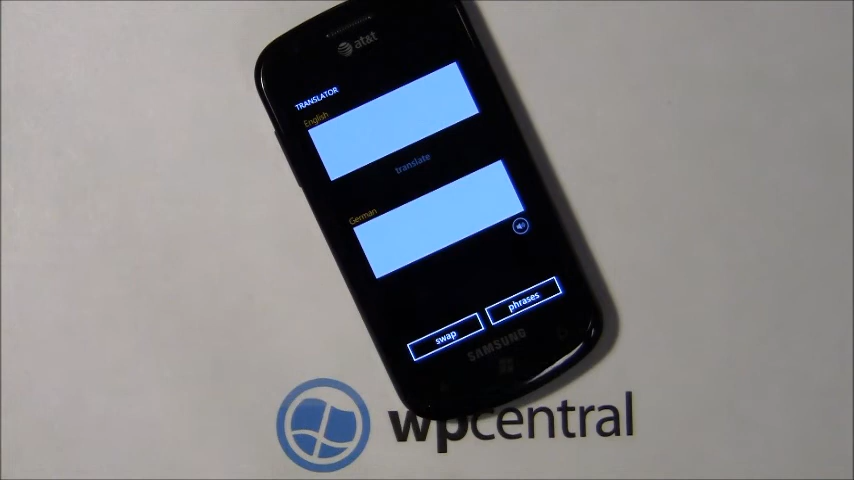 at&t
TRANSLATOR
English
translate
German
swap
phrases
SAMSUNG
wpcentral